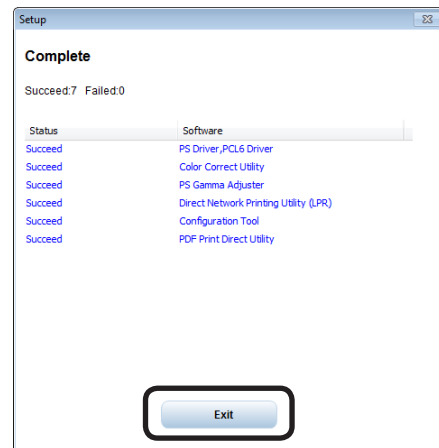 Setup
Complete
Succeed:7 Failed:0
Status Software
Succeed PS Driver,PCL6 Driver
Succeed Color Correct Utility
Succeed PS Gamma Adjuster
Succeed Direct Network Printing Utility (LPR)
Succeed Configuration Tool
Succeed PDF Print Direct Utility
Exit